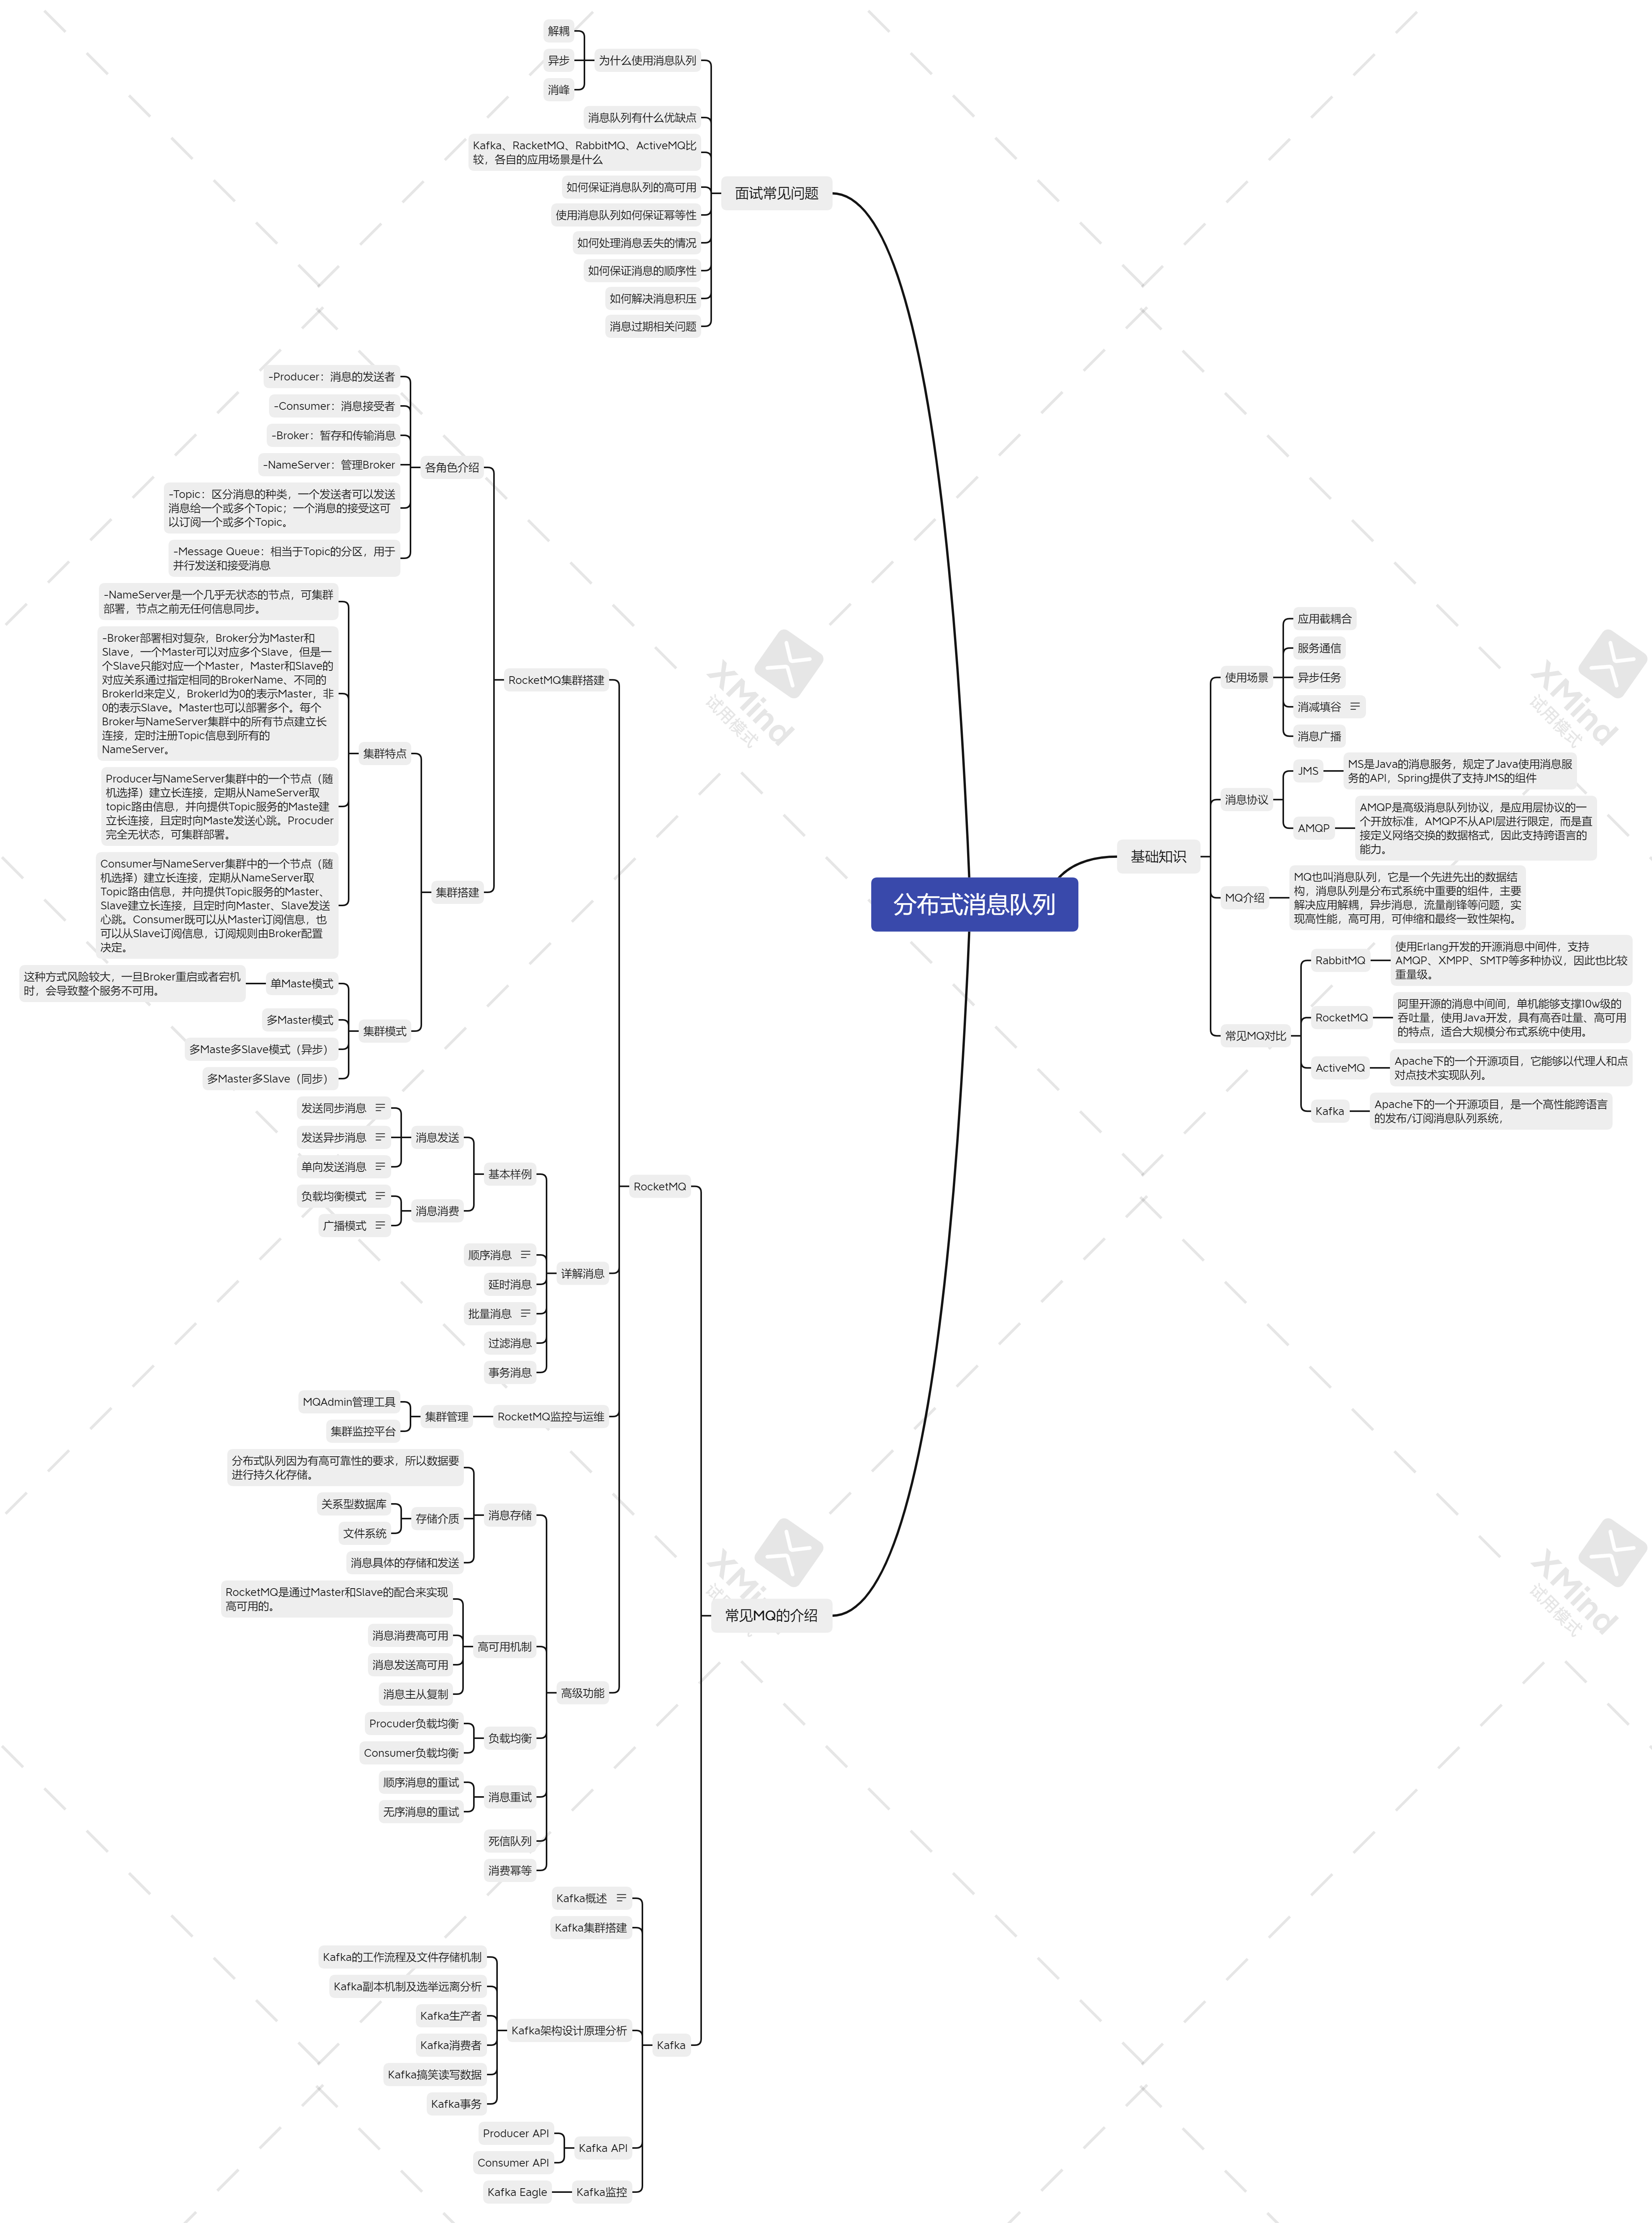 解耦
异步
消峰
为什么使用消息队列
消息队列有什么优缺点
Kafka、RacketMQ、RabbitMQ、ActiveMQ比
较，各自的应用场景是什么
如何保证消息队列的高可用
使用消息队列如何保证幂等性
如何处理消息丢失的情况
如何保证消息的顺序性
如何解决消息积压
消息过期相关问题
面试常见问题
-Producer：消息的发送者
-Consumer：消息接受者
-Broker：暂存和传输消息
-NameServer：管理Broker
-Topic：区分消息的种类，一个发送者可以发送
消息给一个或多个Topic；一个消息的接受这可
以订阅一个或多个Topic。
-Message Queue：相当于Topic的分区，用于
并行发送和接受消息
各角色介绍
-NameServer是一个几乎无状态的节点，可集群
部署，节点之前无任何信息同步。
-Broker部署相对复杂，Broker分为Master和
Slave，一个Master可以对应多个Slave，但是一
个Slave只能对应一个Master，Master和Slave的
对应关系通过指定相同的BrokerName、不同的
BrokerId来定义，BrokerId为0的表示Master，非
0的表示Slave。Master也可以部署多个。每个
Broker与NameServer集群中的所有节点建立长
连接，定时注册Topic信息到所有的
NameServer。
Producer与NameServer集群中的一个节点（随
机选择）建立长连接，定期从NameServer取
topic路由信息，并向提供Topic服务的Maste建
立长连接，且定时向Maste发送心跳。Procuder
完全无状态，可集群部署。
Consumer与NameServer集群中的一个节点（随
机选择）建立长连接，定期从NameServer取
Topic路由信息，并向提供Topic服务的Master、
Slave建立长连接，且定时向Master、Slave发送
心跳。Consumer既可以从Master订阅信息，也
可以从Slave订阅信息，订阅规则由Broker配置
决定。
集群特点
这种方式风险较大，一旦Broker重启或者宕机
时，会导致整个服务不可用。
单Maste模式
多Master模式
多Maste多Slave模式（异步）
多Master多Slave（同步）
集群模式
集群搭建
RocketMQ集群搭建
发送同步消息
发送异步消息
单向发送消息
消息发送
负载均衡模式
广播模式
消息消费
基本样例
顺序消息
延时消息
批量消息
过滤消息
事务消息
详解消息
MQAdmin管理工具
集群监控平台
集群管理
RocketMQ监控与运维
分布式队列因为有高可靠性的要求，所以数据要
进行持久化存储。
关系型数据库
文件系统
存储介质
消息具体的存储和发送
消息存储
RocketMQ是通过Master和Slave的配合来实现
高可用的。
消息消费高可用
消息发送高可用
消息主从复制
高可用机制
Procuder负载均衡
Consumer负载均衡
负载均衡
顺序消息的重试
无序消息的重试
消息重试
死信队列
消费幂等
高级功能
RocketMQ
Kafka概述
Kafka集群搭建
Kafka的工作流程及文件存储机制
Kafka副本机制及选举远离分析
Kafka生产者
Kafka消费者
Kafka搞笑读写数据
Kafka事务
Kafka架构设计原理分析
Producer API
Consumer API
Kafka API
Kafka Eagle
Kafka监控
Kafka
常见MQ的介绍
分布式消息队列
基础知识
使用场景
应用截耦合
服务通信
异步任务
消减填谷
消息广播
消息协议
JMS
MS是Java的消息服务，规定了Java使用消息服
务的API，Spring提供了支持JMS的组件
AMQP
AMQP是高级消息队列协议，是应用层协议的一
个开放标准，AMQP不从API层进行限定，而是直
接定义网络交换的数据格式，因此支持跨语言的
能力。
MQ介绍
MQ也叫消息队列，它是一个先进先出的数据结
构，消息队列是分布式系统中重要的组件，主要
解决应用解耦，异步消息，流量削锋等问题，实
现高性能，高可用，可伸缩和最终一致性架构。
常见MQ对比
RabbitMQ
使用Erlang开发的开源消息中间件，支持
AMQP、XMPP、SMTP等多种协议，因此也比较
重量级。
RocketMQ
阿里开源的消息中间间，单机能够支撑10w级的
吞吐量，使用Java开发，具有高吞吐量、高可用
的特点，适合大规模分布式系统中使用。
ActiveMQ
Apache下的一个开源项目，它能够以代理人和点
对点技术实现队列。
Kafka
Apache下的一个开源项目，是一个高性能跨语言
的发布/订阅消息队列系统，
XMind
试用模式
XMind
试用模式
XMind
试用模式
XMind
试用模式